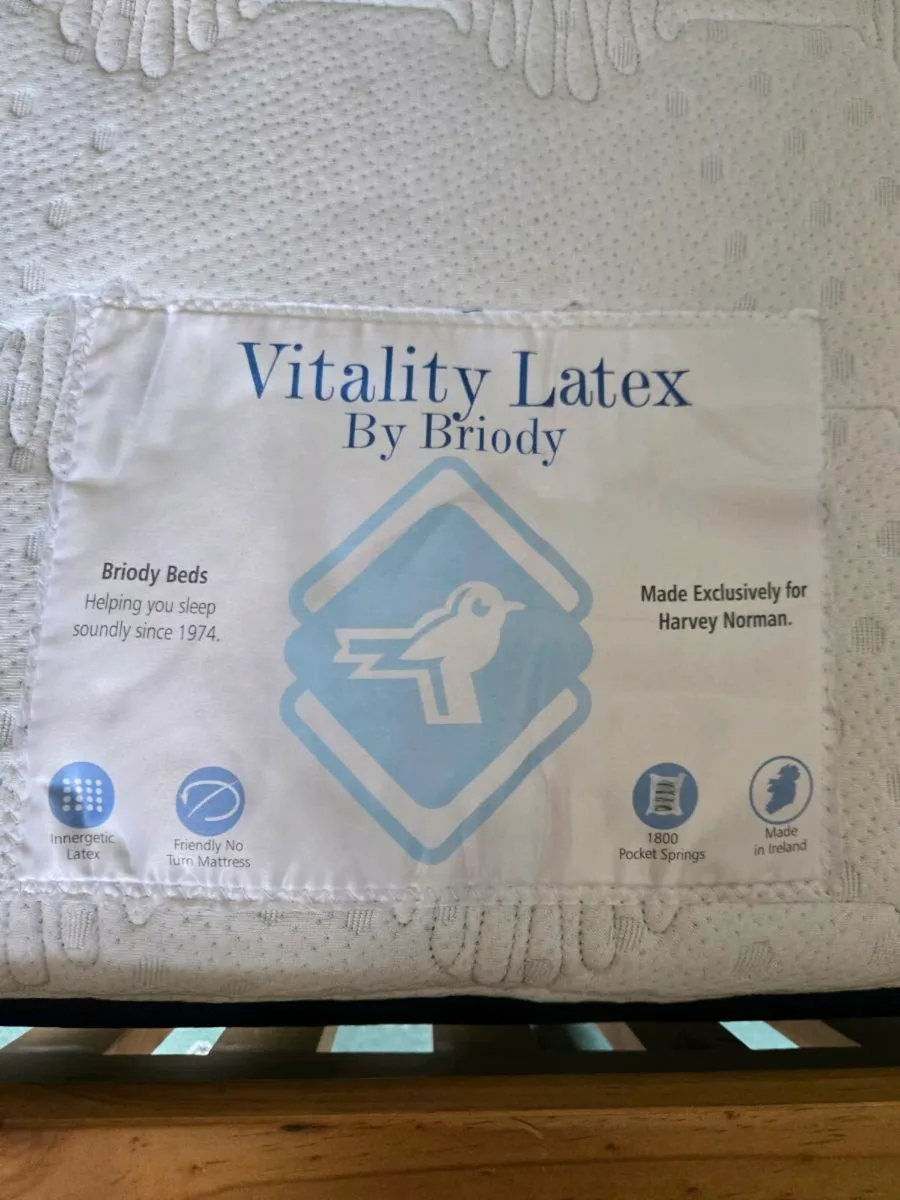 Vitality Latex
By Briody
Briody Beds
Helping you sleep
soundly since 1974.
Made Exclusively for
Harvey Norman.
Innergetic
Latex
Friendly No
Turn Mattress
1800
Pocket Springs
Made
in Ireland